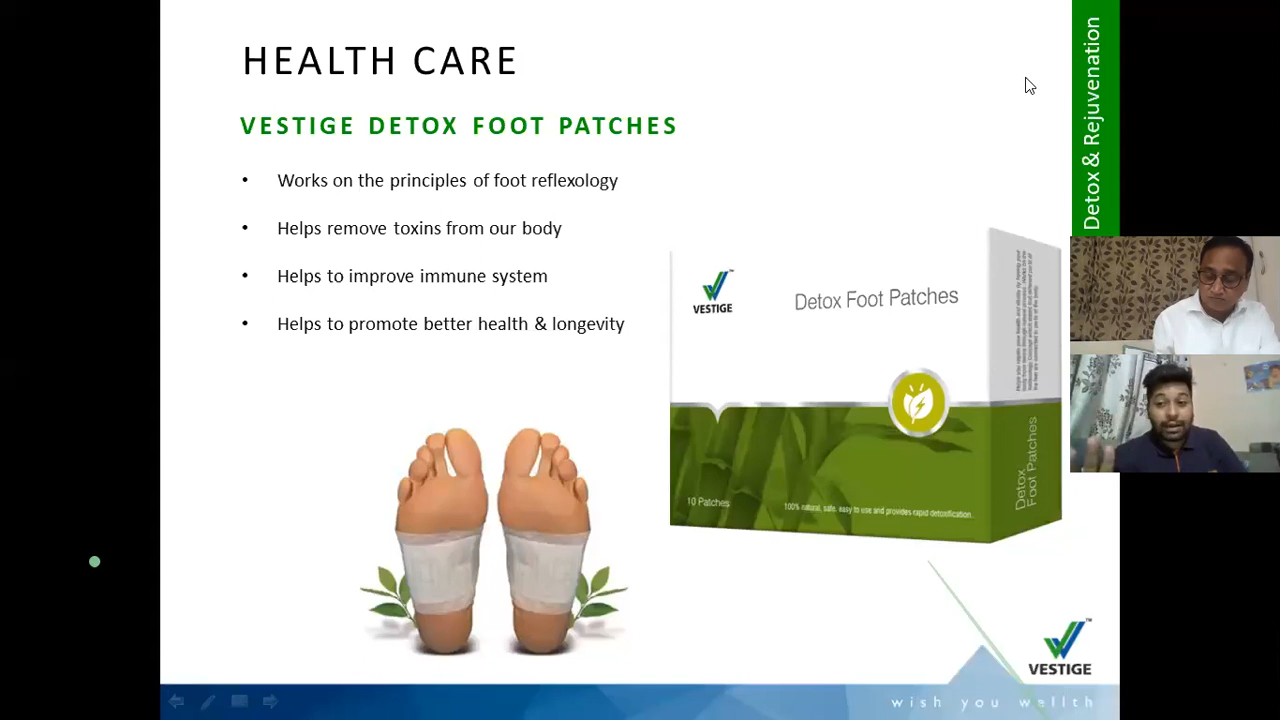 HEALTH CARE
VESTIGE DETOX FOOT PATCHES
• Works on the principles of foot reflexology
• Helps remove toxins from our body
• Helps to improve immune system
• Helps to promote better health & longevity
Detox & Rejuvenation
VESTIGE
Detox Foot Patches
10 Patches
100% natural, safe, easy to use and provides rapid detoxification.
Detox
Foot Patches
VESTIGE
wish you wellth